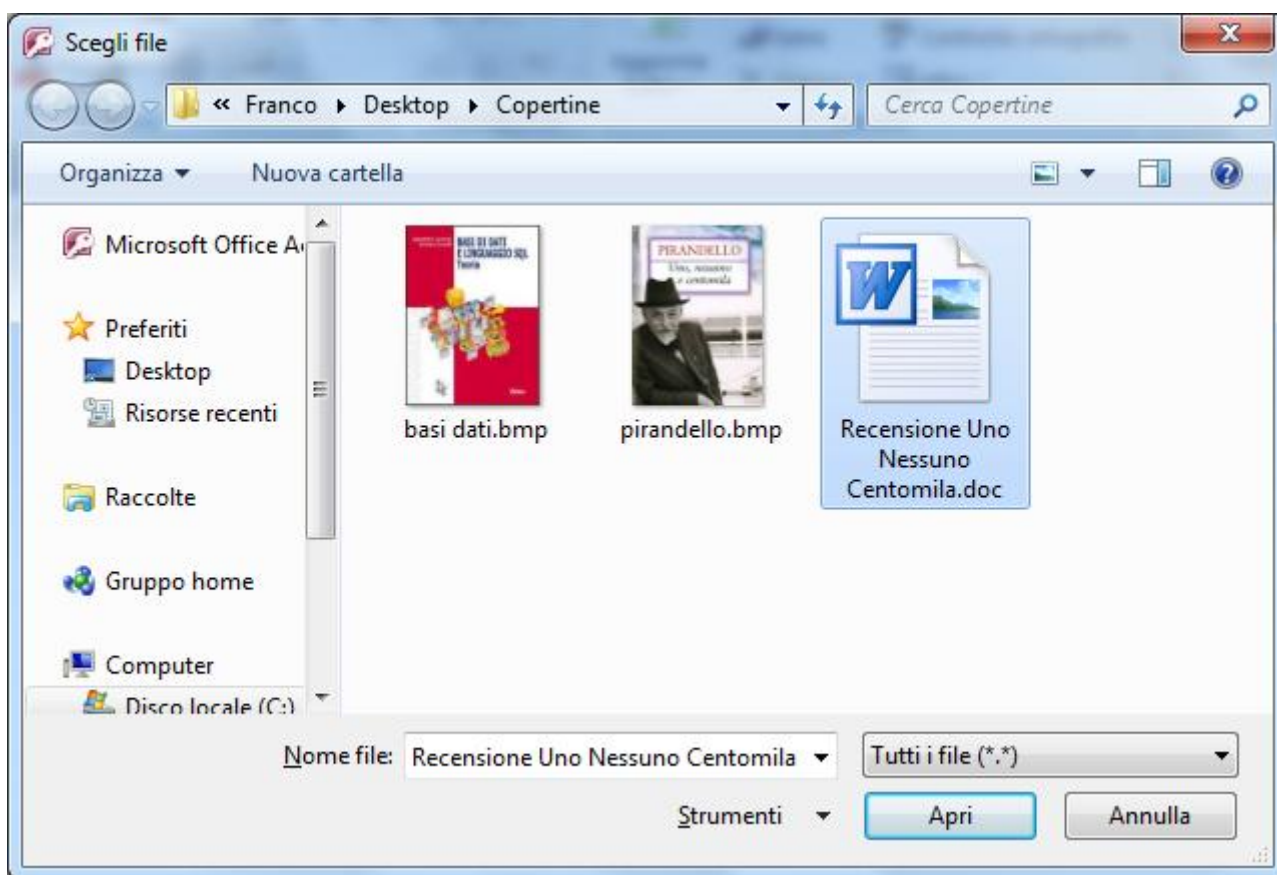 Scegli file
« Franco Desktop Copertine
Cerca Copertine
Organizza
Nuova cartella
Microsoft Office A
Preferiti
Desktop
Risorse recenti
Raccolte
Gruppo home
Computer
Disco locale (C:)
BASI DI DATI
E LINGUAGGIO SQL
Teoria
basi dati.bmp
PIRANDELLO
Uno, nessuno
e centomila
pirandello.bmp
W
Recensione Uno
Nessuno
Centomila.doc
Nome file:
Recensione Uno Nessuno Centomila
Tutti i file (*.*)
Strumenti
Apri
Annulla